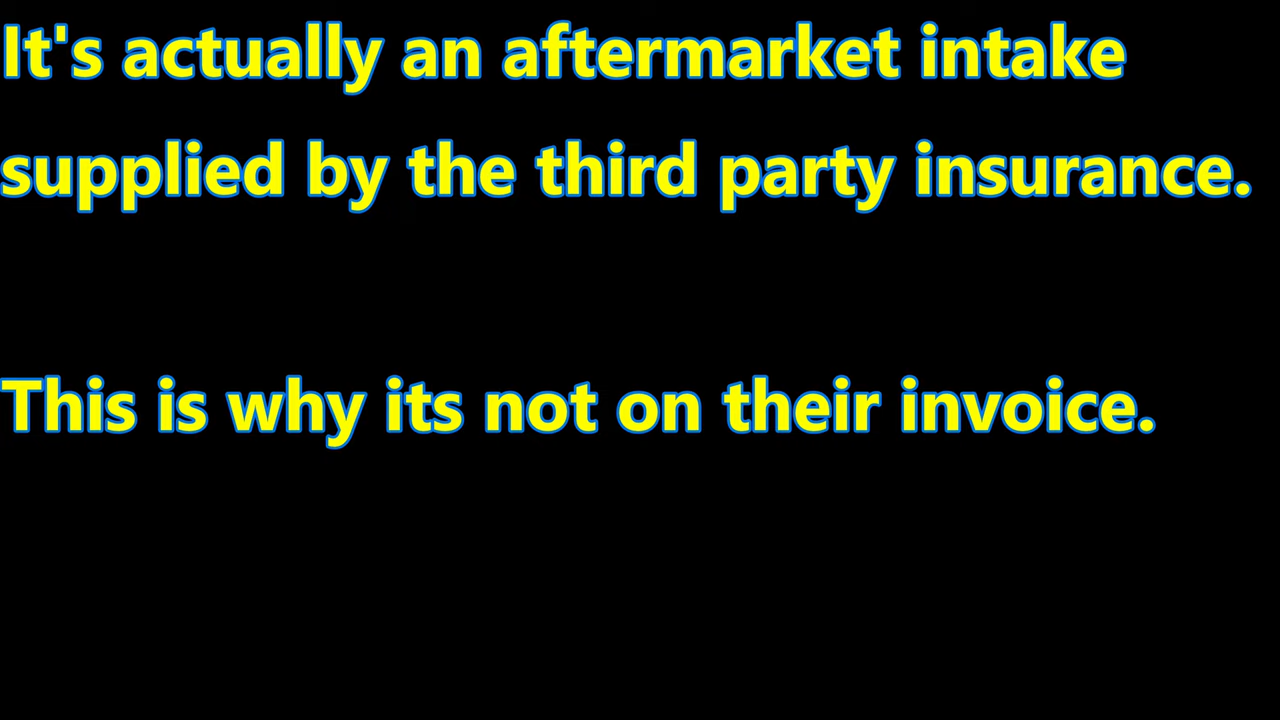 It's actually an aftermarket intake
supplied by the third party insurance.
This is why its not on their invoice.